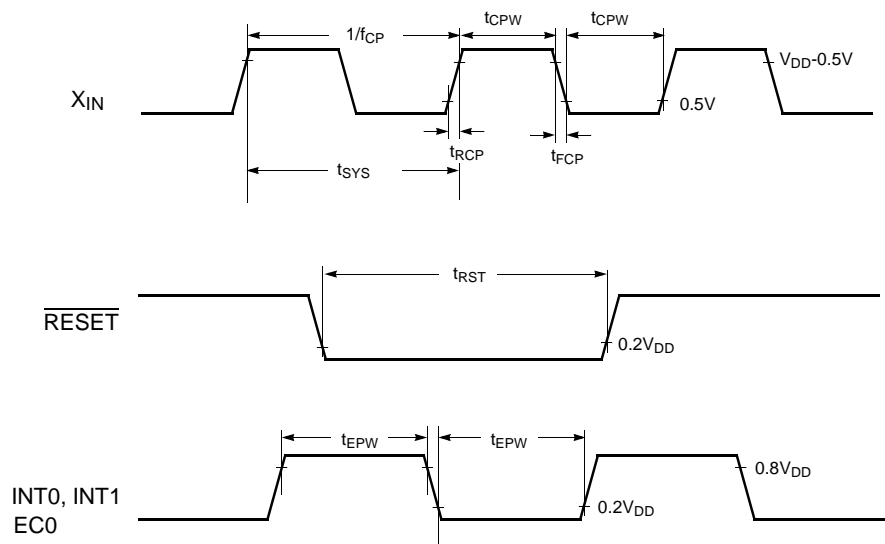 1/fCP
tCPW
tCPW
VDD-0.5V
XIN
0.5V
tRCP
tFCP
tSYS
tRST
RESET
0.2VDD
tEPW
tEPW
0.8VDD
INT0, INT1
EC0
0.2VDD